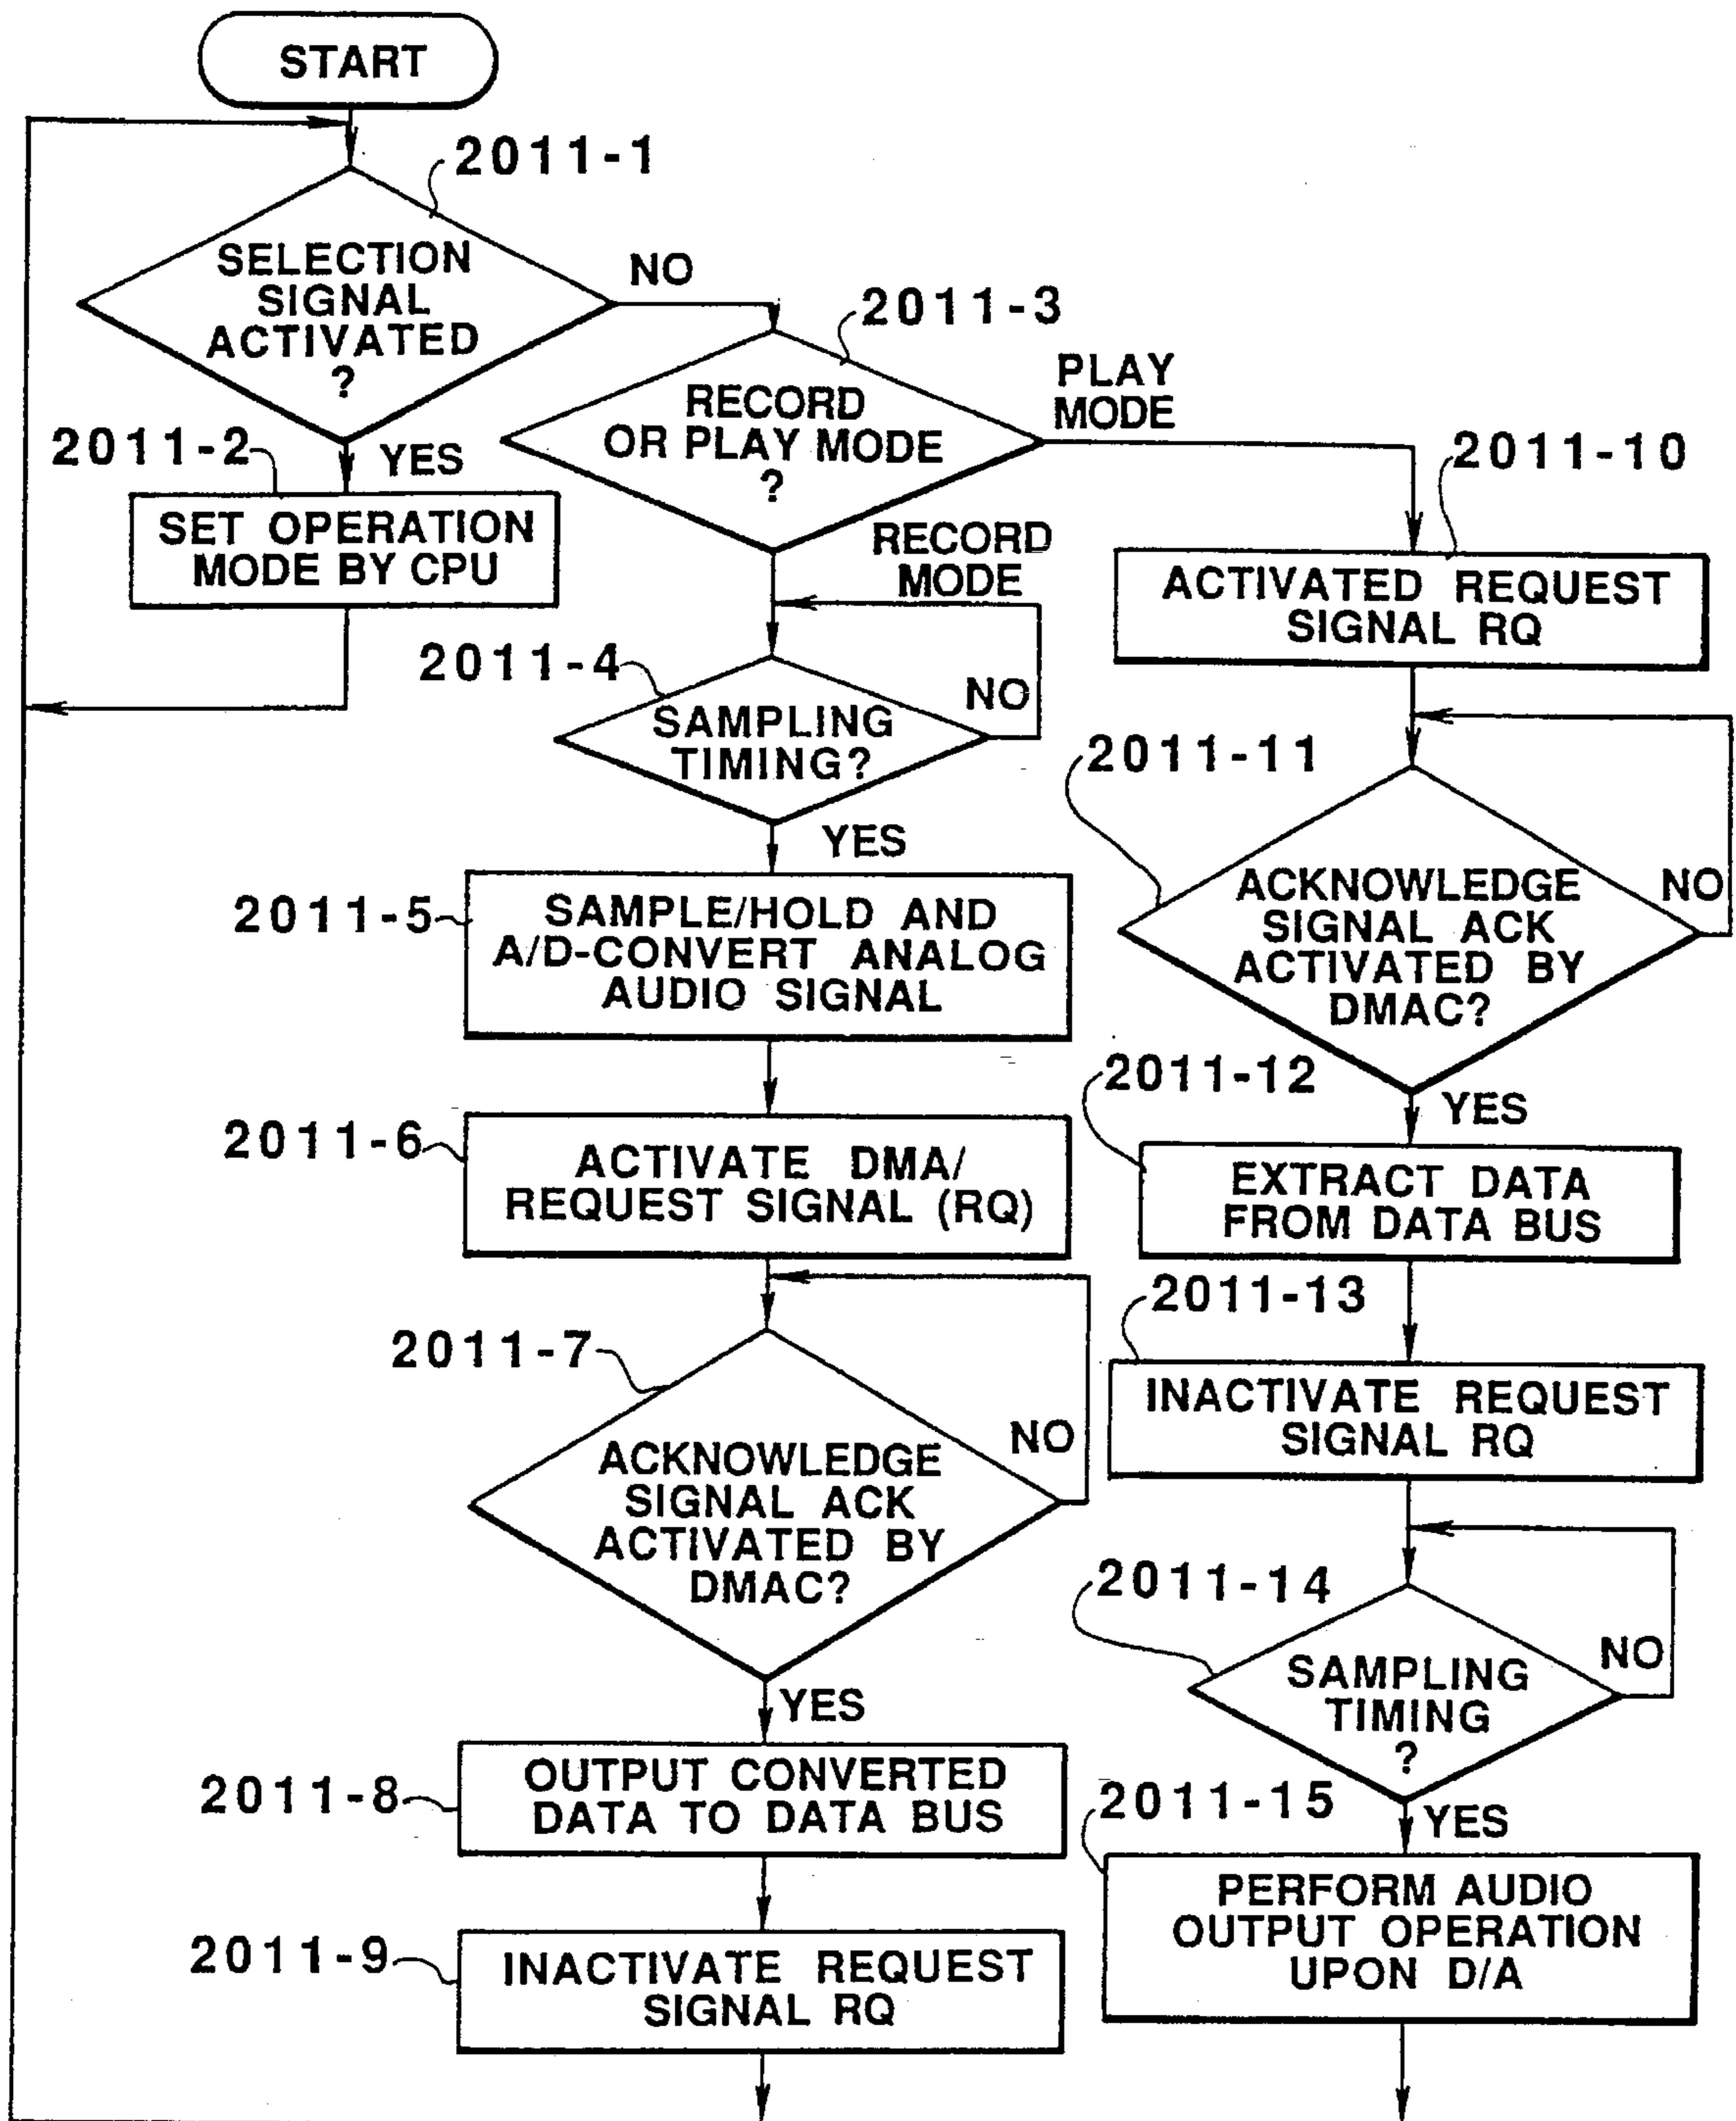 START
2011-1
SELECTION
SIGNAL
ACTIVATED
?
NO
YES
2011-2
SET OPERATION
MODE BY CPU
2011-3
RECORD
OR PLAY MODE
?
PLAY
MODE
RECORD
MODE
2011-4
SAMPLING
TIMING?
NO
YES
2011-5
SAMPLE/HOLD AND
A/D-CONVERT ANALOG
AUDIO SIGNAL
2011-6
ACTIVATE DMA/
REQUEST SIGNAL (RQ)
2011-7
ACKNOWLEDGE
SIGNAL ACK
ACTIVATED BY
DMAC?
NO
YES
2011-8
OUTPUT CONVERTED
DATA TO DATA BUS
2011-9
INACTIVATE REQUEST
SIGNAL RQ
2011-10
ACTIVATED REQUEST
SIGNAL RQ
2011-11
ACKNOWLEDGE
SIGNAL ACK
ACTIVATED BY
DMAC?
NO
YES
2011-12
EXTRACT DATA
FROM DATA BUS
2011-13
INACTIVATE REQUEST
SIGNAL RQ
2011-14
SAMPLING
TIMING
?
NO
YES
2011-15
PERFORM AUDIO
OUTPUT OPERATION
UPON D/A